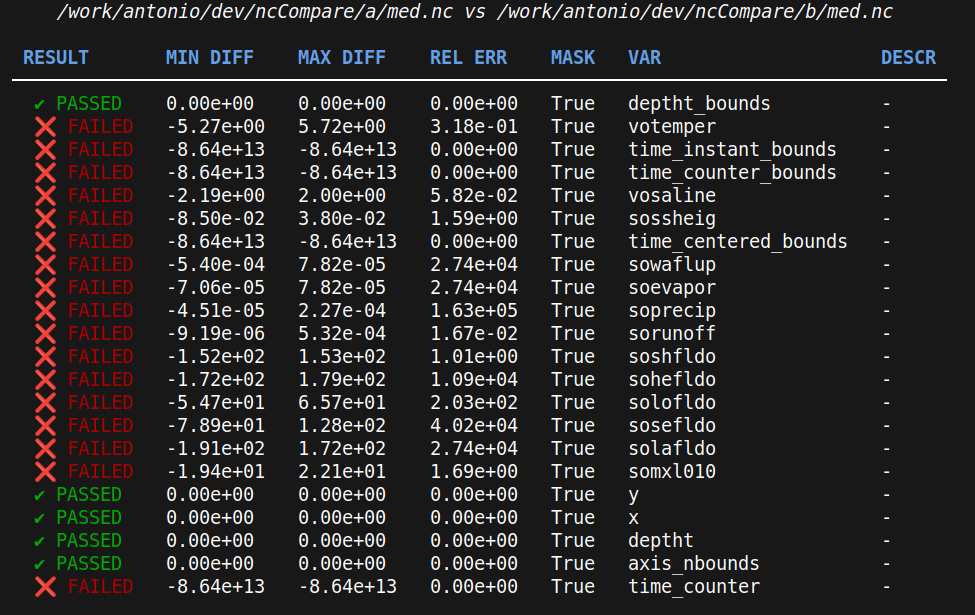 /work/antonio/dev/ncCompare/a/med.nc vs /work/antonio/dev/ncCompare/b/med.nc
RESULT MIN DIFF MAX DIFF REL ERR MASK VAR DESCR
✔ PASSED 0.00e+00 0.00e+00 0.00e+00 True deptht_bounds -
❌ FAILED -5.27e+00 5.72e+00 3.18e-01 True votemper -
❌ FAILED -8.64e+13 -8.64e+13 0.00e+00 True time_instant_bounds -
❌ FAILED -8.64e+13 -8.64e+13 0.00e+00 True time_counter_bounds -
❌ FAILED -2.19e+00 2.00e+00 5.82e-02 True vosaline -
❌ FAILED -8.50e-02 3.80e-02 1.59e+00 True sossheig -
❌ FAILED -8.64e+13 -8.64e+13 0.00e+00 True time_centered_bounds -
❌ FAILED -5.40e-04 7.82e-05 2.74e+04 True sowaflup -
❌ FAILED -7.06e-05 7.82e-05 2.74e+04 True soevapor -
❌ FAILED -4.51e-05 2.27e-04 1.63e+05 True soprecip -
❌ FAILED -9.19e-06 5.32e-04 1.67e-02 True sorunoff -
❌ FAILED -1.52e+02 1.53e+02 1.01e+00 True soshfldo -
❌ FAILED -1.72e+02 1.79e+02 1.09e+04 True sohefldo -
❌ FAILED -5.47e+01 6.57e+01 2.03e+02 True solofldo -
❌ FAILED -7.89e+01 1.28e+02 4.02e+04 True sosefldo -
❌ FAILED -1.91e+02 1.72e+02 2.74e+04 True solafldo -
❌ FAILED -1.94e+01 2.21e+01 1.69e+00 True somxl010 -
✔ PASSED 0.00e+00 0.00e+00 0.00e+00 True y -
✔ PASSED 0.00e+00 0.00e+00 0.00e+00 True x -
✔ PASSED 0.00e+00 0.00e+00 0.00e+00 True deptht -
✔ PASSED 0.00e+00 0.00e+00 0.00e+00 True axis_nbounds -
❌ FAILED -8.64e+13 -8.64e+13 0.00e+00 True time_counter -